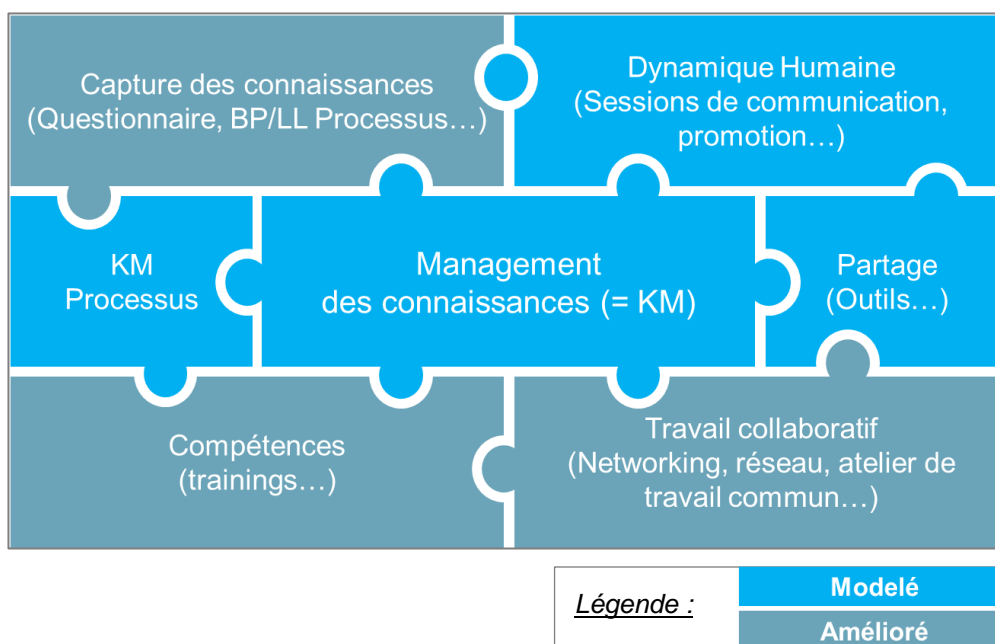 Capture des connaissances
(Questionnaire, BP/LL Processus…)
Dynamique Humaine
(Sessions de communication,
promotion…)
KM
Processus
Management
des connaissances (= KM)
Partage
(Outils…)
Compétences
(trainings…)
Travail collaboratif
(Networking, réseau, atelier de
travail commun…)
Légende :
Modelé
Amélioré